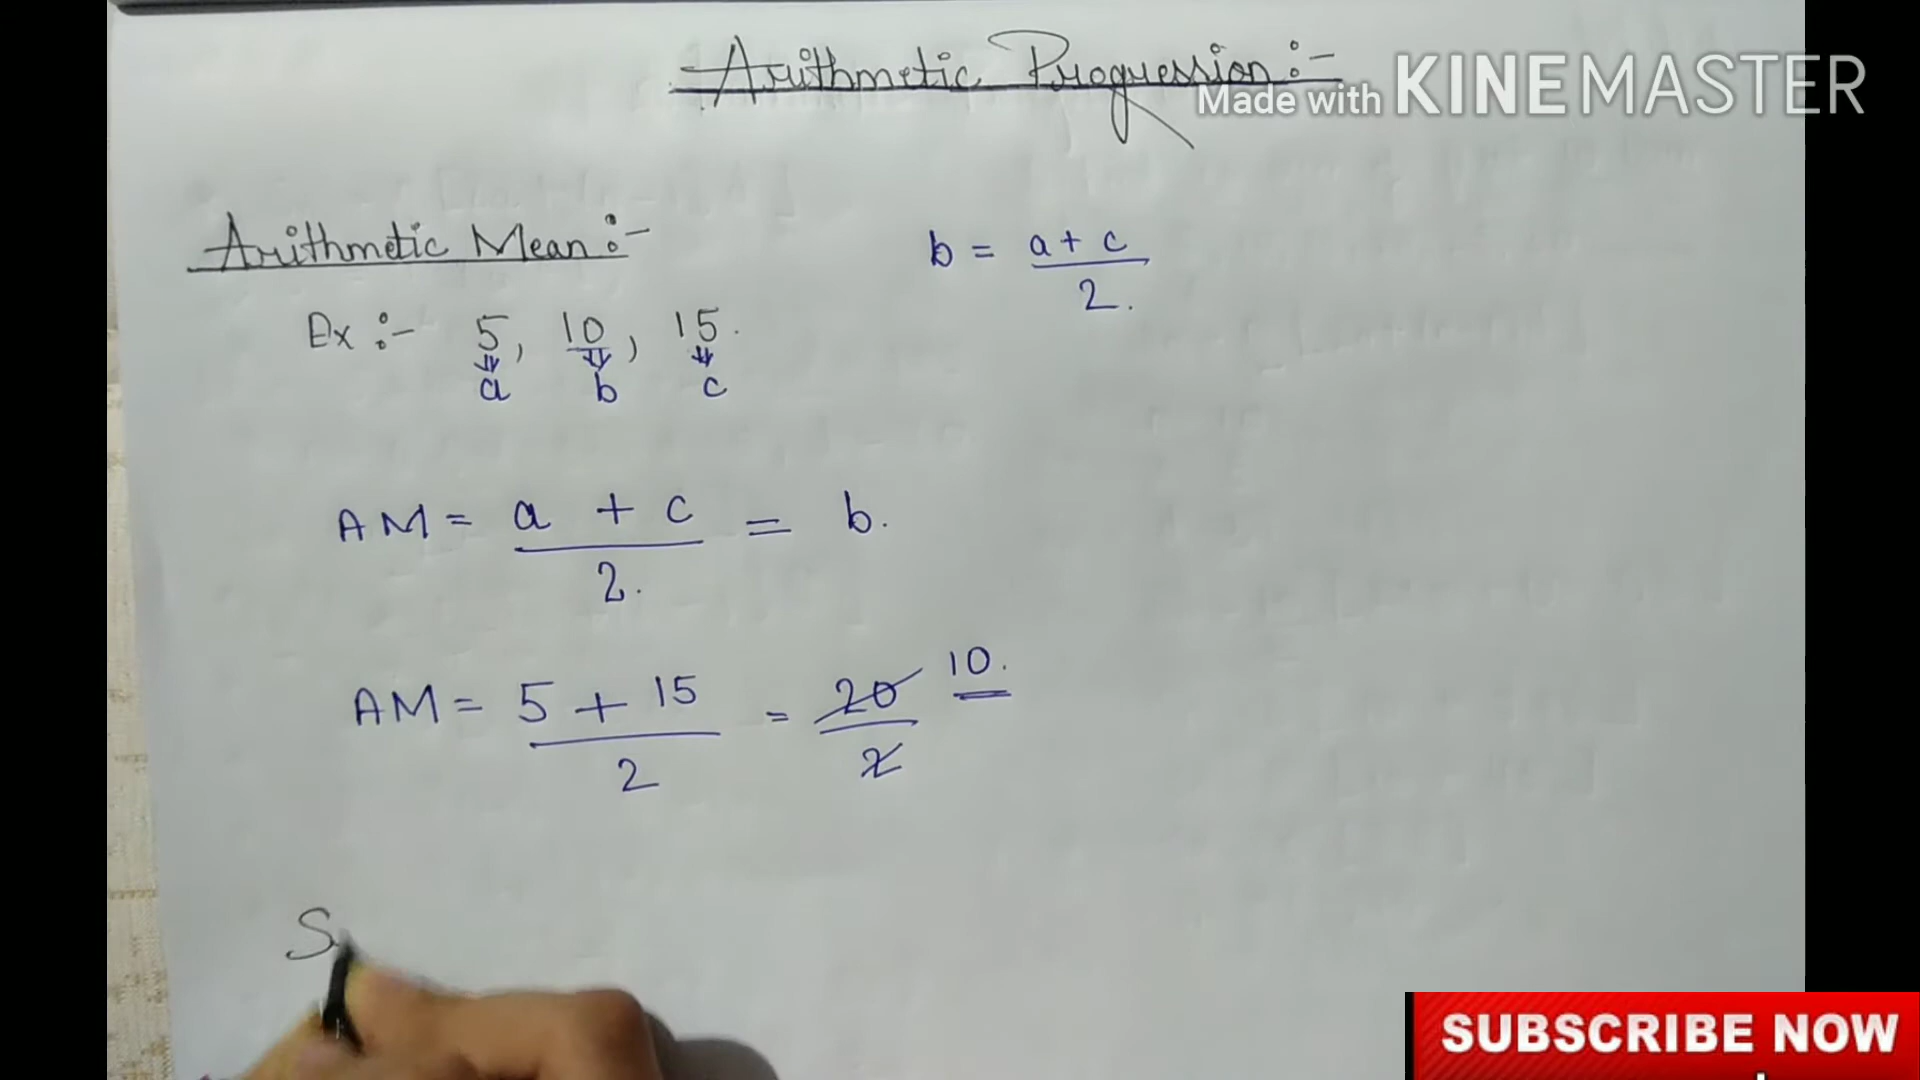 Arithmetic Progression:-
Made with KINEMASTER
Arithmetic Mean:-
b = a + c
2.
Ex :- 5, 10, 15.
a b c
AM = a + c = b.
2.
AM = 5 + 15 = 20 10.
2 2
S
SUBSCRIBE NOW